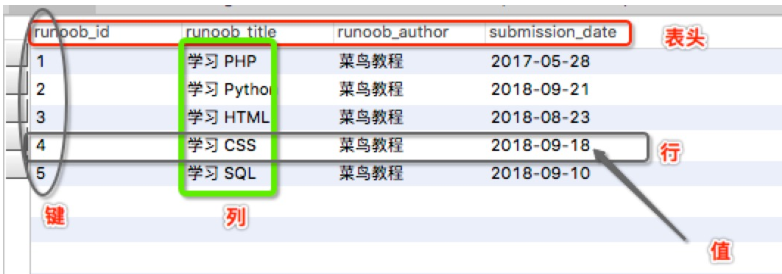 runoob_id runoob_title runoob_author submission_date 表头
1 学习 PHP 菜鸟教程 2017-05-28
2 学习 Python 菜鸟教程 2018-09-21
3 学习 HTML 菜鸟教程 2018-08-23
4 学习 CSS 菜鸟教程 2018-09-18 行
5 学习 SQL 菜鸟教程 2018-09-10
键 列
值